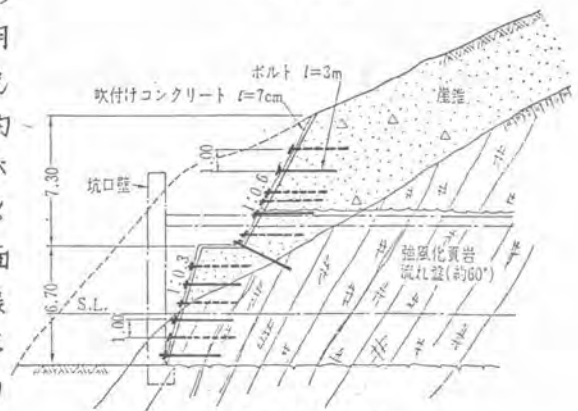 ボルト l=3m
吹付けコンクリート t=7cm
崖錐
1.00
7.30
坑口壁
1:0.6
強風化頁岩
流れ盤(約60°)
1:0.3
6.70
S.L.
1.00